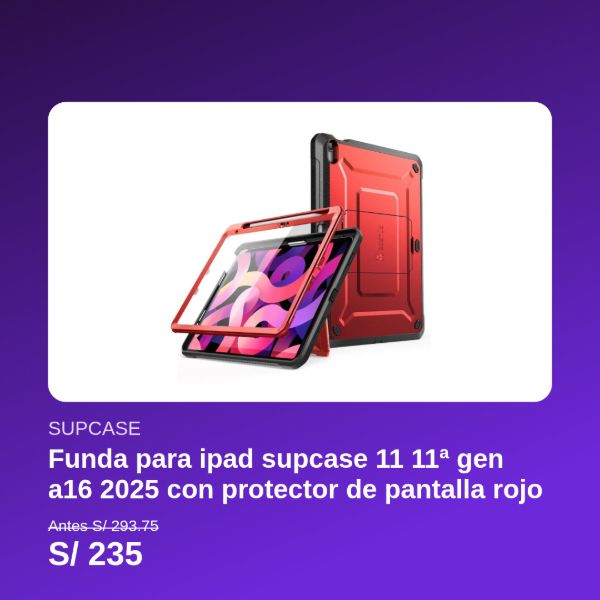 SUPCASE
Funda para ipad supcase 11 11ª gen
a16 2025 con protector de pantalla rojo
Antes S/ 293.75
S/ 235